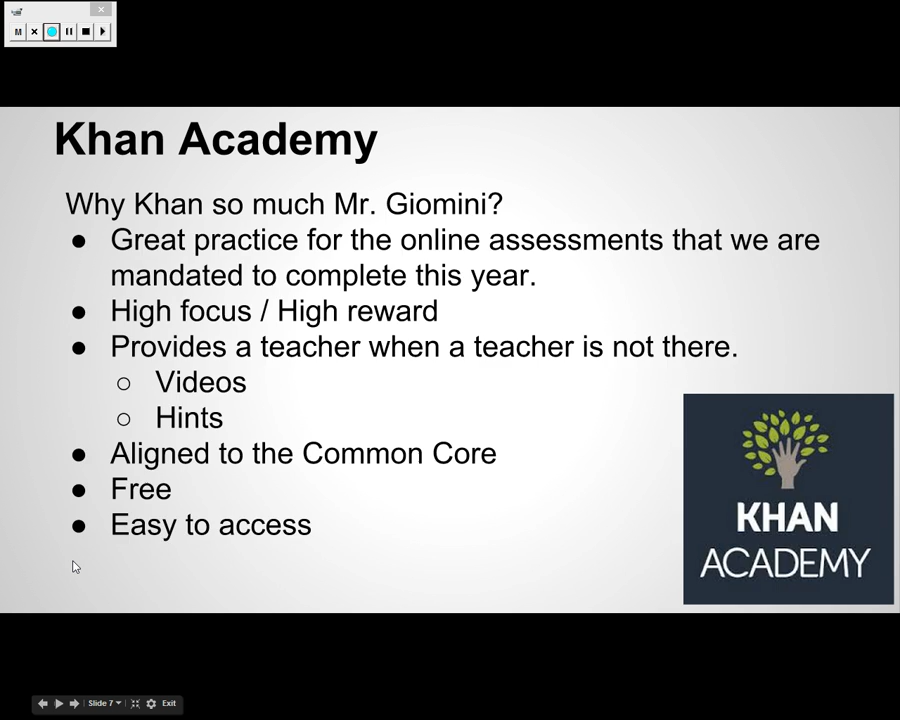 M
Khan Academy
Why Khan so much Mr. Giomini?
● Great practice for the online assessments that we are
mandated to complete this year.
● High focus / High reward
● Provides a teacher when a teacher is not there.
○ Videos
○ Hints
● Aligned to the Common Core
● Free
● Easy to access
KHAN
ACADEMY
Slide 7 Exit